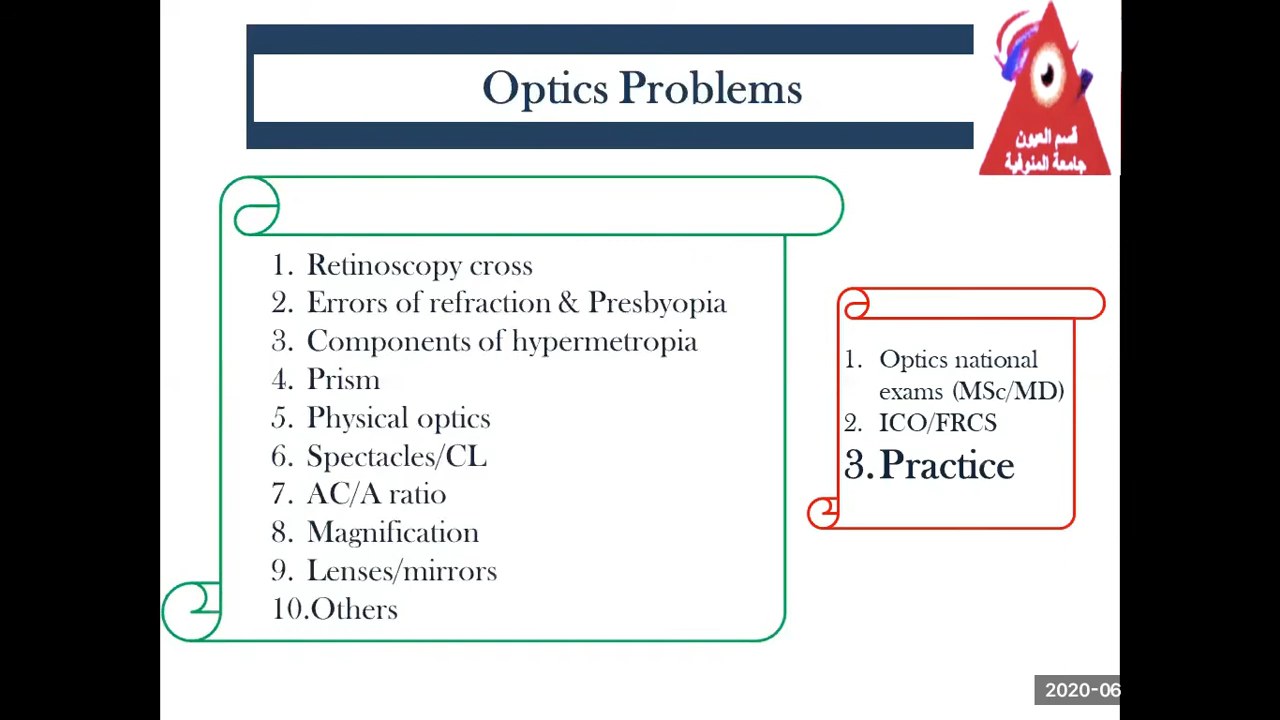 Optics Problems
قسم العيون
جامعة المنوفية
1. Retinoscopy cross
2. Errors of refraction & Presbyopia
3. Components of hypermetropia
4. Prism
5. Physical optics
6. Spectacles/CL
7. AC/A ratio
8. Magnification
9. Lenses/mirrors
10.Others
1. Optics national
exams (MSc/MD)
2. ICO/FRCS
3. Practice
2020-06